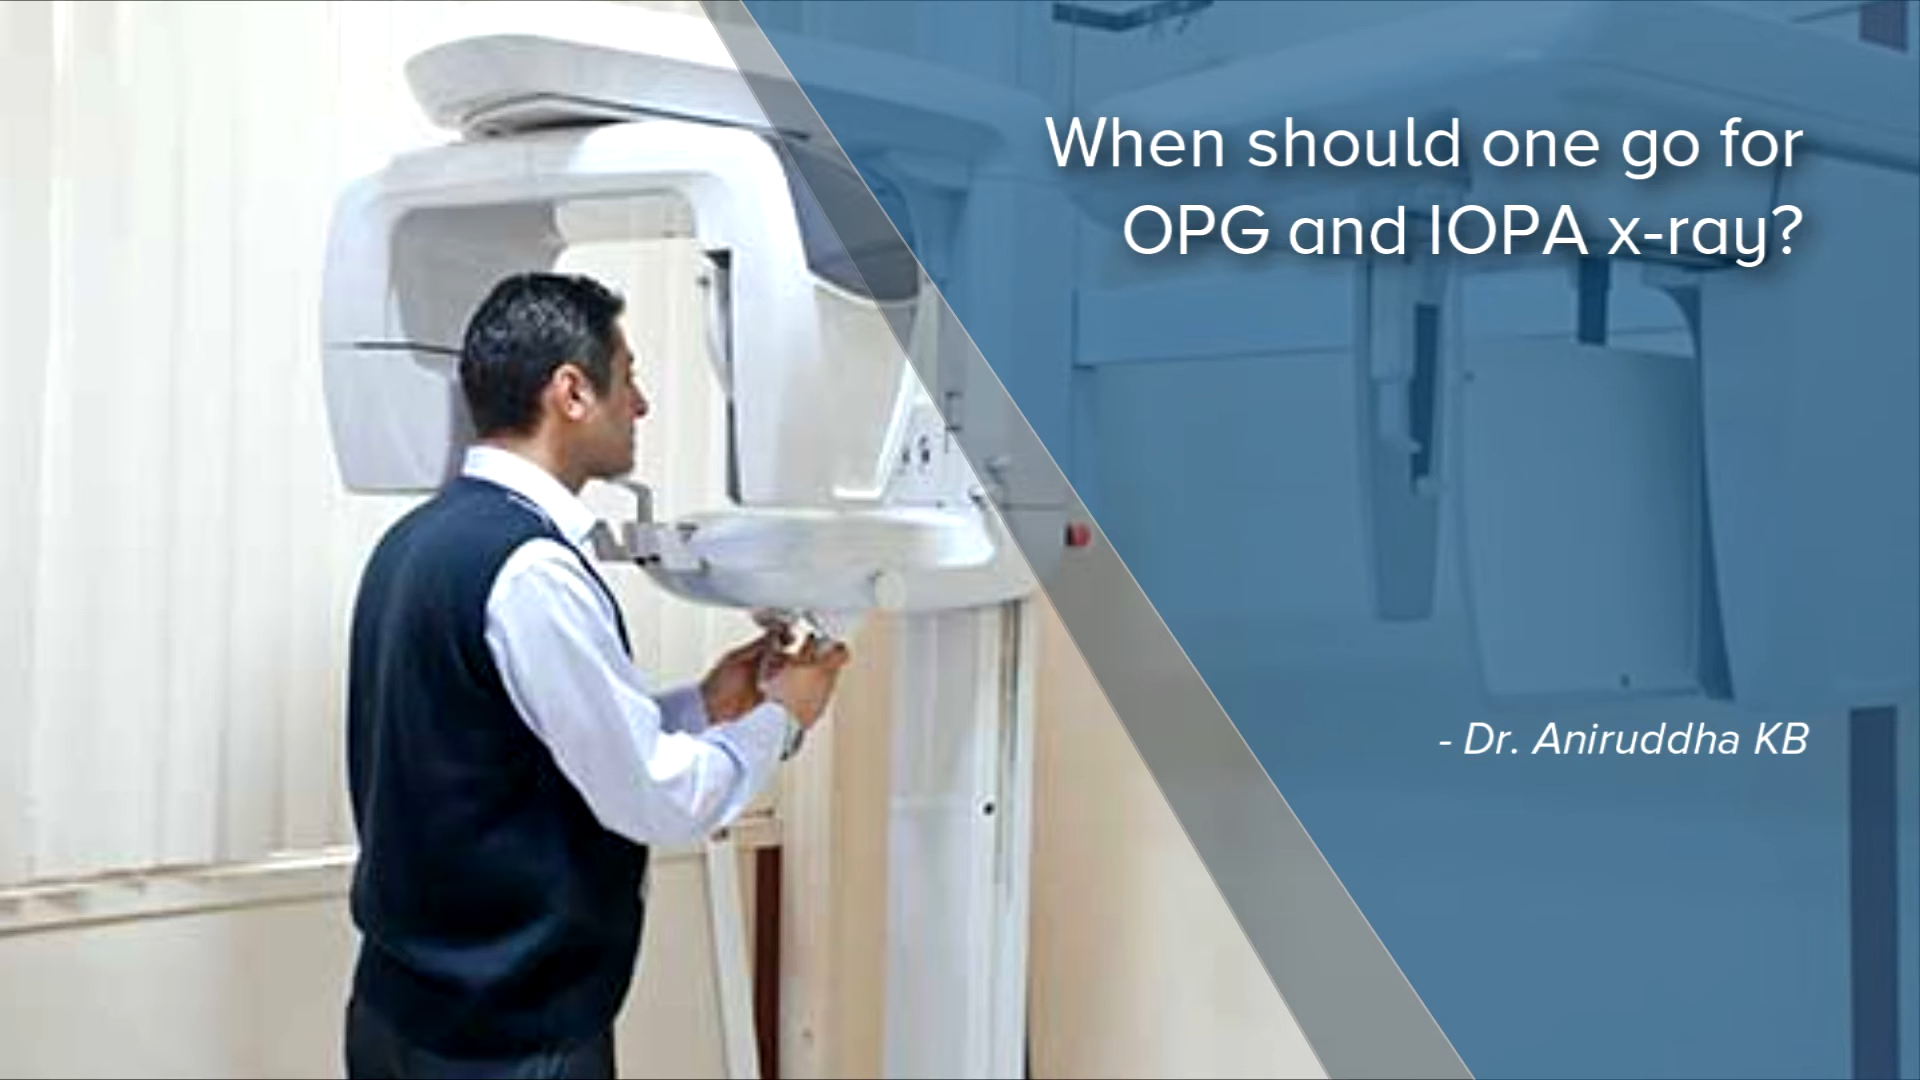 When should one go for
OPG and IOPA x-ray?
- Dr. Aniruddha KB